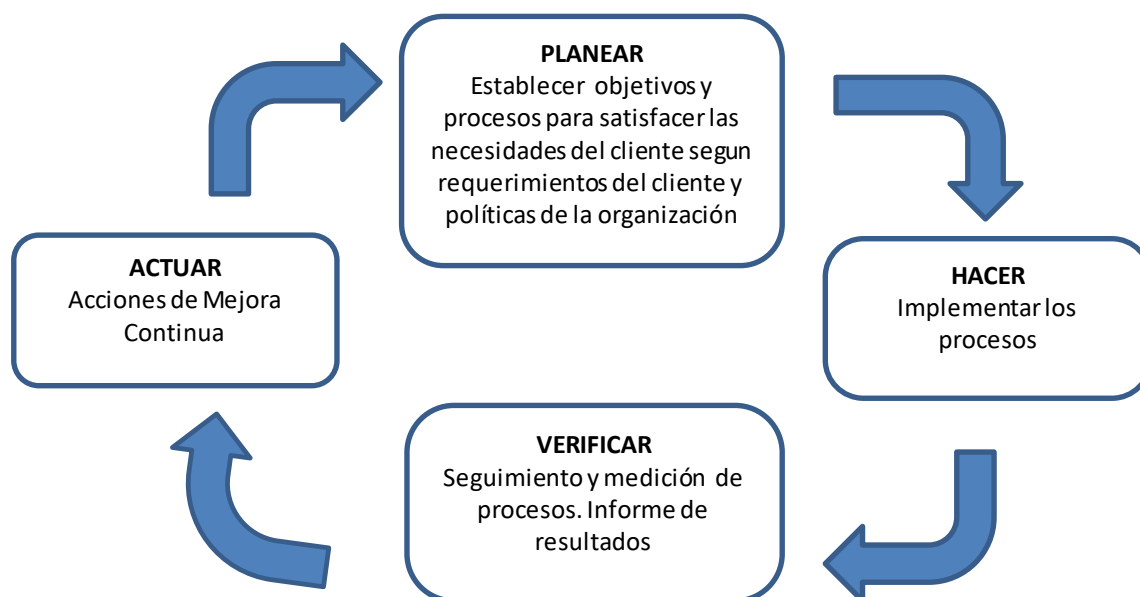 PLANEAR
Establecer objetivos y
procesos para satisfacer las
necesidades del cliente segun
requerimientos del cliente y
políticas de la organización
ACTUAR
Acciones de Mejora
Continua
HACER
Implementar los
procesos
VERIFICAR
Seguimiento y medición de
procesos. Informe de
resultados